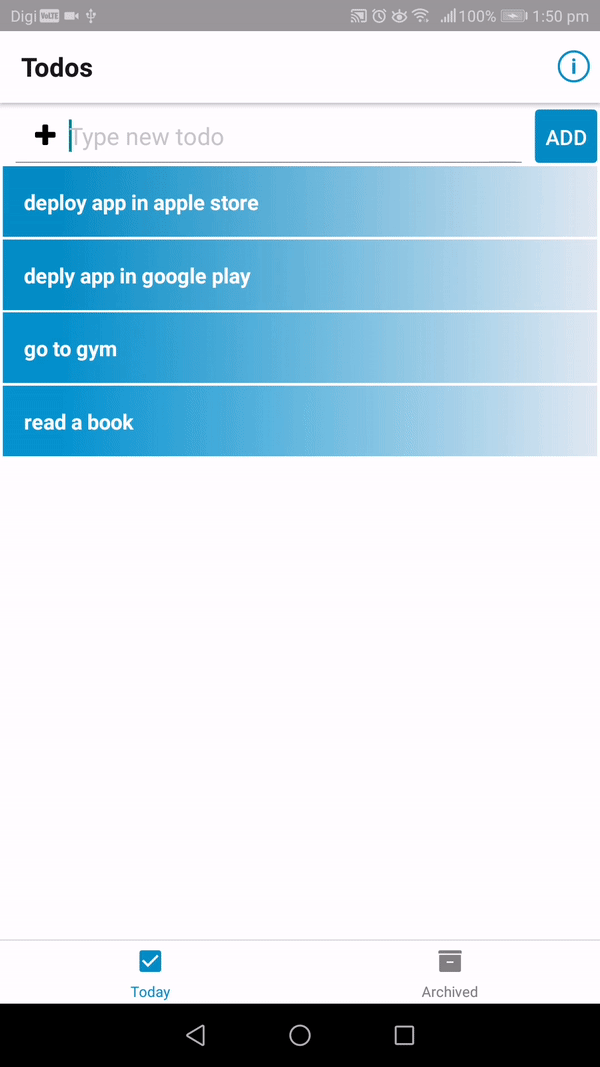 Digi VoLTE 100% 1:50 pm
Todos
Type new todo ADD
deploy app in apple store
deply app in google play
go to gym
read a book
Today Archived